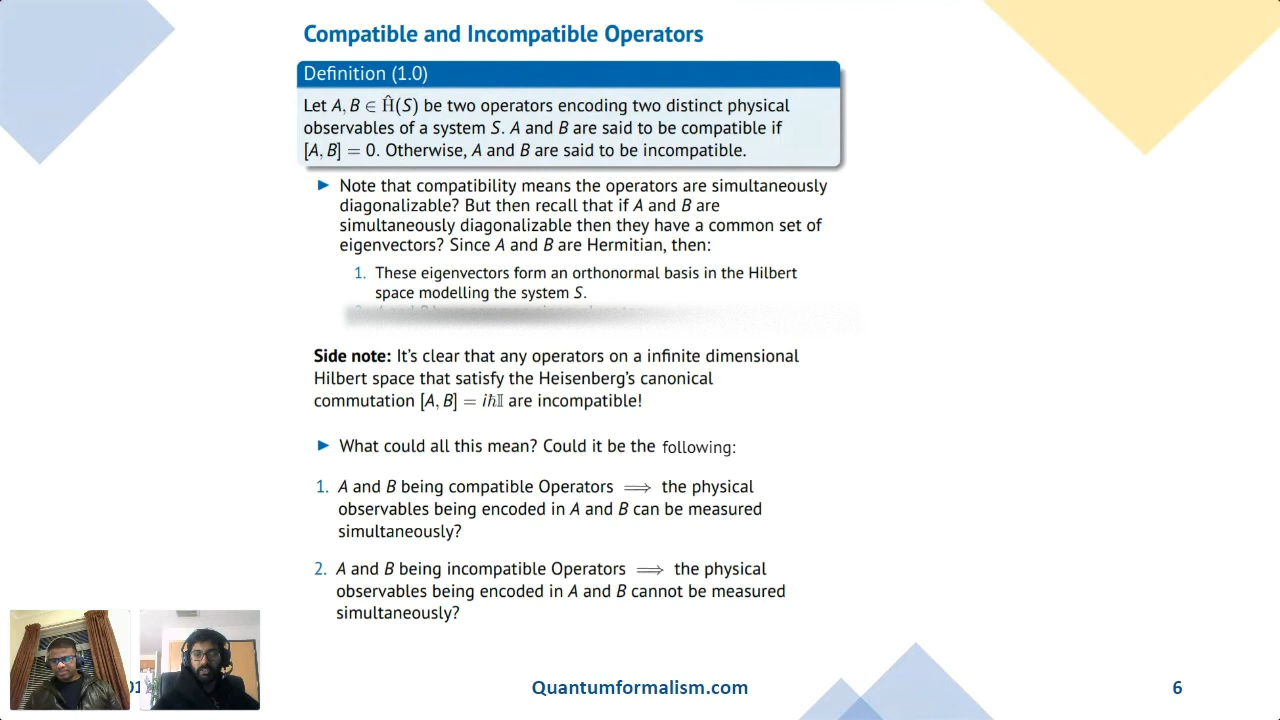 Compatible and Incompatible Operators
Definition (1.0)
Let A, B ∈ Ĥ(S) be two operators encoding two distinct physical
observables of a system S. A and B are said to be compatible if
[A, B] = 0. Otherwise, A and B are said to be incompatible.
▶ Note that compatibility means the operators are simultaneously
diagonalizable? But then recall that if A and B are
simultaneously diagonalizable then they have a common set of
eigenvectors? Since A and B are Hermitian, then:
1. These eigenvectors form an orthonormal basis in the Hilbert
space modelling the system S.
Side note: It's clear that any operators on a infinite dimensional
Hilbert space that satisfy the Heisenberg's canonical
commutation [A, B] = iℏ𝕀 are incompatible!
▶ What could all this mean? Could it be the following:
1. A and B being compatible Operators ⟹ the physical
observables being encoded in A and B can be measured
simultaneously?
2. A and B being incompatible Operators ⟹ the physical
observables being encoded in A and B cannot be measured
simultaneously?
Quantumformalism.com
6